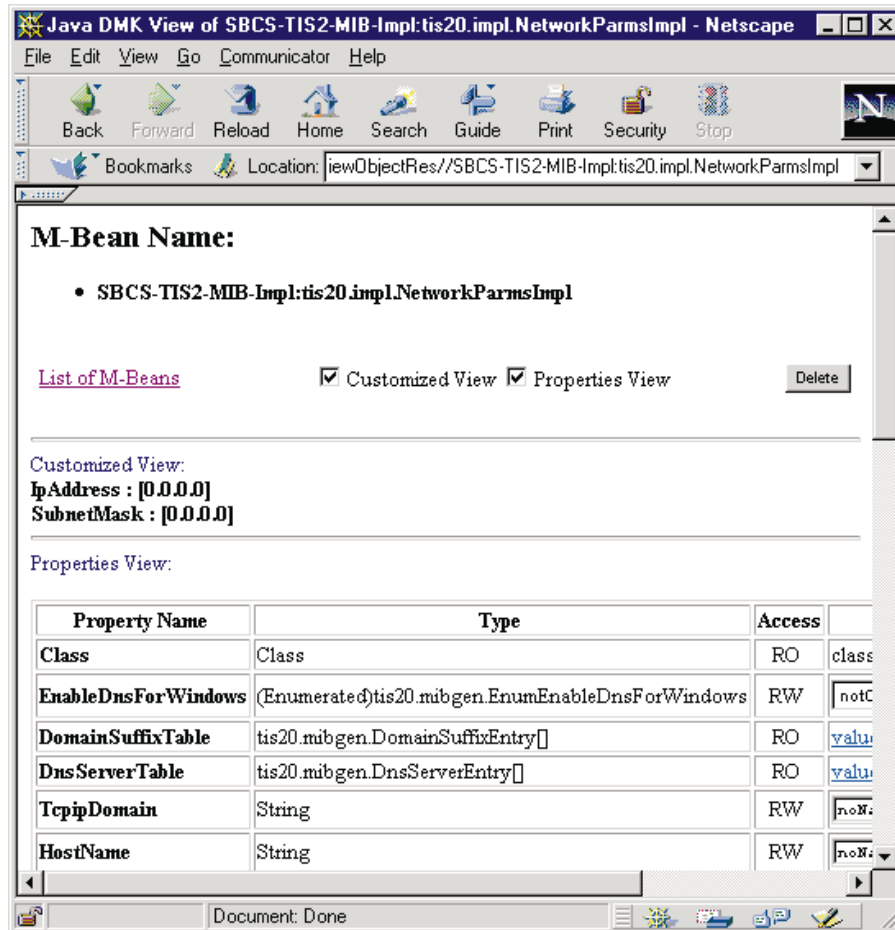 Java DMK View of SBCS-TIS2-MIB-Impl:tis20.impl.NetworkParmsImpl - Netscape
File Edit View Go Communicator Help
Back Forward Reload Home Search Guide Print Security Stop
N
Bookmarks Location: iewObjectRes//SBCS-TIS2-MIB-Impl:tis20.impl.NetworkParmsImpl
M-Bean Name:
• SBCS-TIS2-MIB-Impl:tis20.impl.NetworkParmsImpl
List of M-Beans Customized View Properties View Delete
Customized View:
IpAddress : [0.0.0.0]
SubnetMask : [0.0.0.0]
Properties View:
Property Name Type Access
Class Class RO class
EnableDnsForWindows (Enumerated)tis20.mibgen.EnumEnableDnsForWindows RW
DomainSuffixTable tis20.mibgen.DomainSuffixEntry[] RO
DnsServerTable tis20.mibgen.DnsServerEntry[] RO
TcpipDomain String RW
HostName String RW
Document: Done